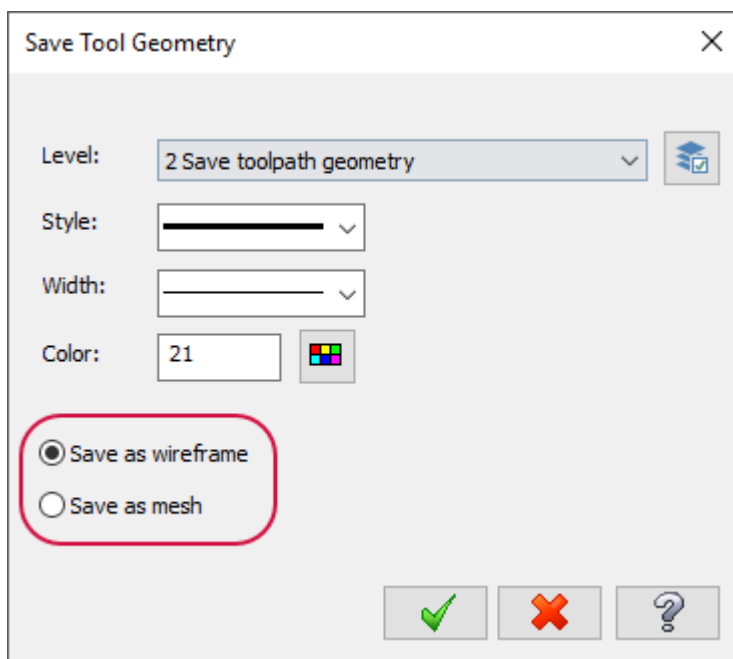 Save Tool Geometry
Level:
2 Save toolpath geometry
Style:
Width:
Color:
21
Save as wireframe
Save as mesh